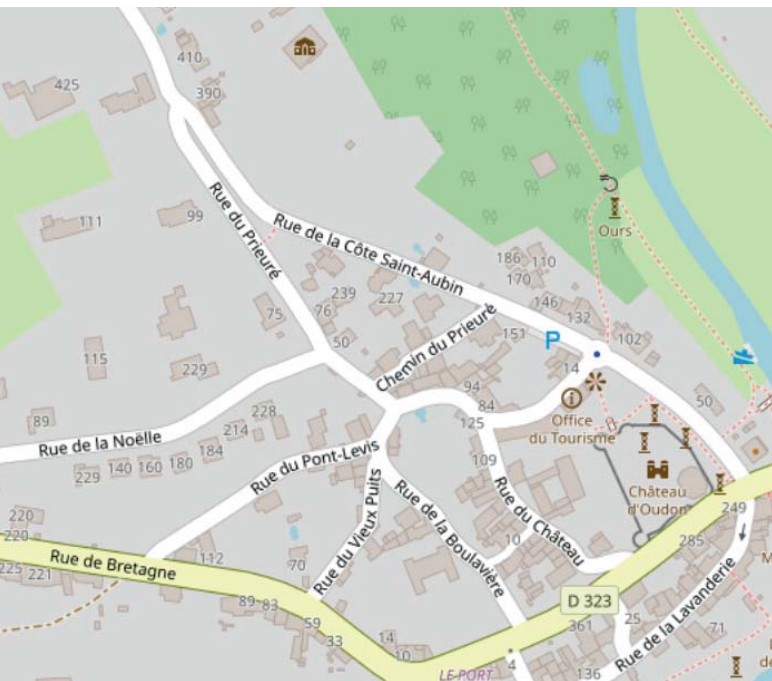 410
425
390
Rue du Prieuré
111
99
Rue de la Côte Saint-Aubin
Ours
186
110
170
239
227
146
132
75
76
50
151
102
P
Chemin du Prieuré
115
229
14
94
84
125
50
Office
du Tourisme
89
Rue de la Noëlle
228
214
184
180
160
140
229
Rue du Pont-Levis
109
Château
d'Oudon
Rue du Vieux Puits
Rue de la Boulavière
Rue du Château
249
220
220
10
285
Rue de Bretagne
225
221
112
70
D 323
Rue de la Lavanderie
89
83
59
33
14
10
361
25
71
LE PORT
4
136